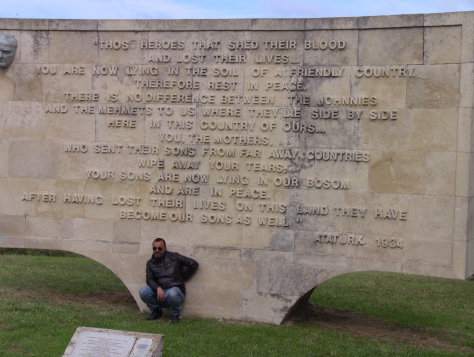 "THOS" HEROES THAT SHED THEIR BLOOD
AND LOST THEIR LIVES...
YOU ARE NOW LYING IN THE SOIL OF A FRIENDLY COUNTRY.
THEREFORE REST IN PEACE.
THERE IS NO DIFFERENCE BETWEEN THE JOHNNIES
AND THE MEHMETS TO US WHERE THEY LIE SIDE BY SIDE
HERE IN THIS COUNTRY OF OURS...
YOU, THE MOTHERS,
WHO SENT THEIR SONS FROM FAR AWAY COUNTRIES
WIPE AWAY YOUR TEARS;
YOUR SONS ARE NOW LYING IN OUR BOSOM
AND ARE IN PEACE.
AFTER HAVING LOST THEIR LIVES ON THIS LAND THEY HAVE
BECOME OUR SONS AS WELL"
ATATÜRK, 1934